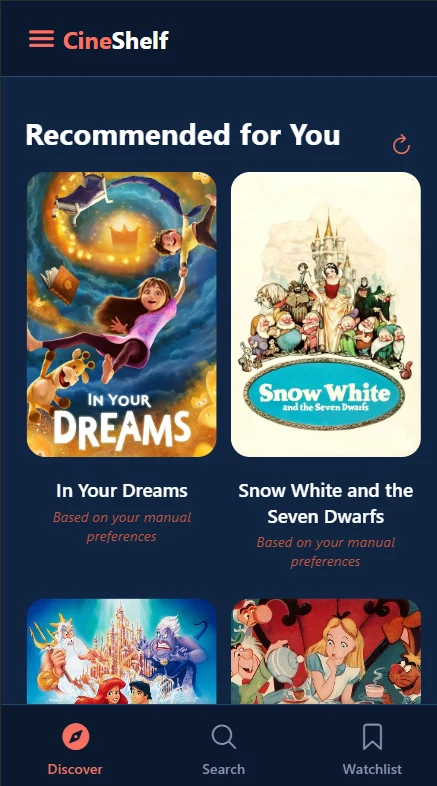 CineShelf
Recommended for You
IN YOUR
DREAMS
Snow White
and the Seven Dwarfs
In Your Dreams
Based on your manual
preferences
Snow White and the
Seven Dwarfs
Based on your manual
preferences
Discover
Search
Watchlist